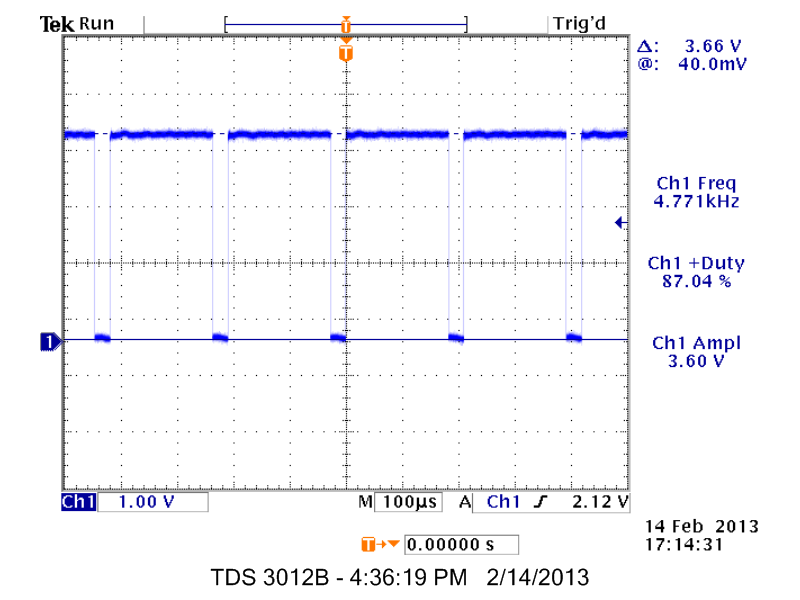 Tek Run Trig'd
T
T
Δ: 3.66 V
@: 40.0mV
Ch1 Freq
4.771kHz
Ch1 +Duty
87.04 %
1
Ch1 Ampl
3.60 V
Ch1 1.00 V M 100µs A Ch1 2.12 V
14 Feb 2013
17:14:31
T 0.00000 s
TDS 3012B - 4:36:19 PM 2/14/2013